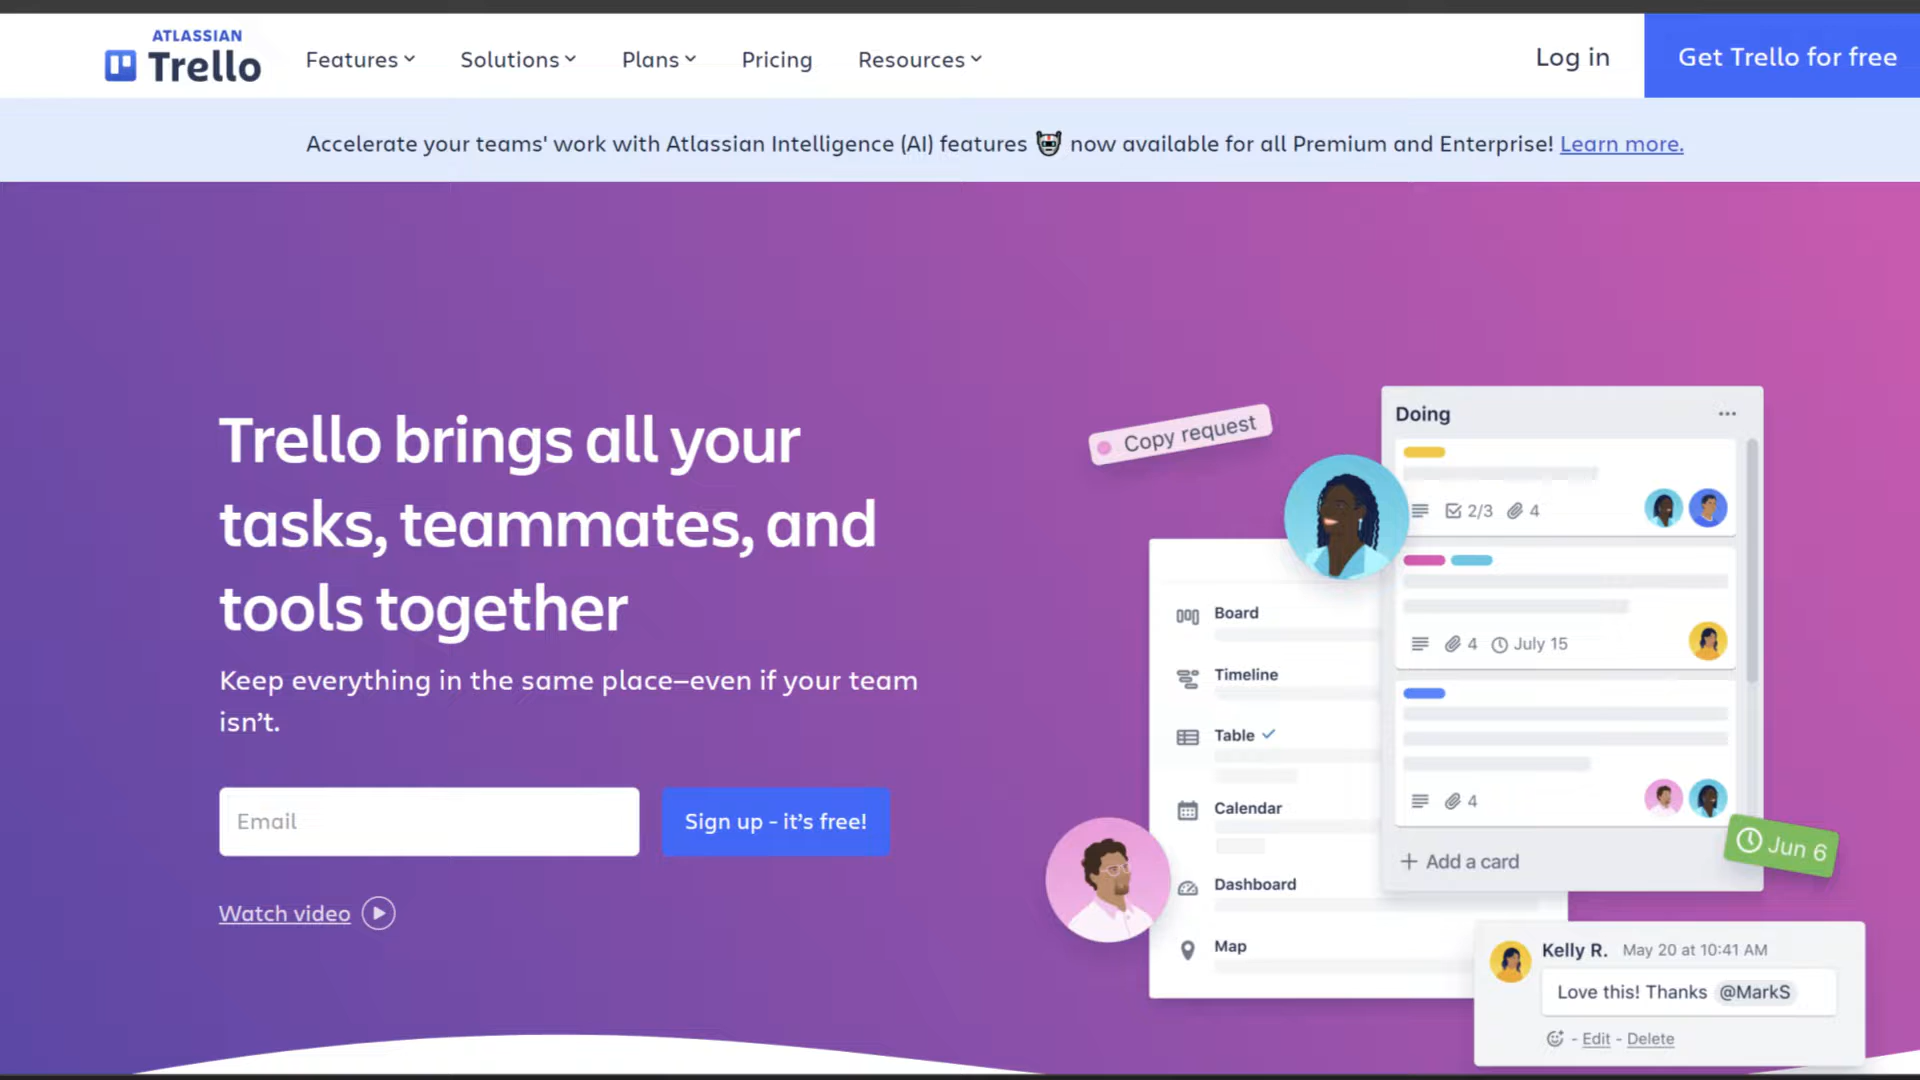 ATLASSIAN
Trello
Features
Solutions
Plans
Pricing
Resources
Log in
Get Trello for free
Accelerate your teams' work with Atlassian Intelligence (AI) features 🤖 now available for all Premium and Enterprise! Learn more.
Trello brings all your
tasks, teammates, and
tools together
Keep everything in the same place—even if your team
isn’t.
Email
Sign up - it’s free!
Watch video
Copy request
Doing
2/3
4
4
July 15
4
Add a card
Jun 6
Board
Timeline
Table
Calendar
Dashboard
Map
Kelly R. May 20 at 10:41 AM
Love this! Thanks @MarkS
- Edit - Delete